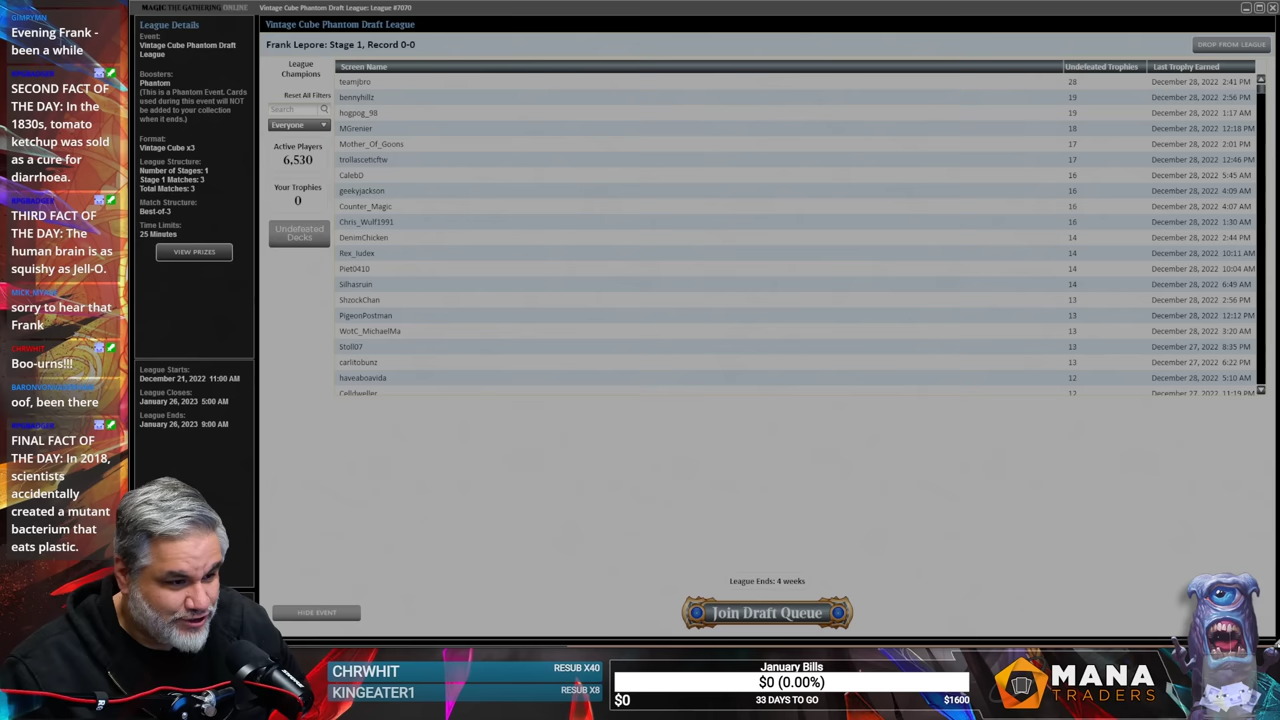 GIMPYMN
Evening Frank -
been a while
RPGBADGER
SECOND FACT OF
THE DAY: In the
1830s, tomato
ketchup was sold
as a cure for
diarrhoea.
RPGBADGER
THIRD FACT OF
THE DAY: The
human brain is as
squishy as Jell-O.
sorry to hear that
Frank
CHRWHIT
Boo-urns!!!
oof, been there
RPGBADGER
FINAL FACT OF
THE DAY: In 2018,
scientists
accidentally
created a mutant
bacterium that
eats plastic.
MAGIC THE GATHERING ONLINE
Vintage Cube Phantom Draft League: League #7070
League Details
Event:
Vintage Cube Phantom Draft
League
Boosters:
Phantom
(This is a Phantom Event. Cards
used during this event will NOT
be added to your collection
when it ends.)
Format:
Vintage Cube x3
League Structure:
Number of Stages: 1
Stage 1 Matches: 3
Total Matches: 3
Match Structure:
Best-of-3
Time Limits:
25 Minutes
VIEW PRIZES
League Starts:
December 21, 2022 11:00 AM
League Closes:
January 26, 2023 5:00 AM
League Ends:
January 26, 2023 9:00 AM
Vintage Cube Phantom Draft League
Frank Lepore: Stage 1, Record 0-0
DROP FROM LEAGUE
League
Champions
Reset All Filters
Search
Everyone
Active Players
6,530
Your Trophies
0
Undefeated
Decks
Screen Name Undefeated Trophies Last Trophy Earned
teamjbro 28 December 28, 2022 2:41 PM
bennyhillz 19 December 28, 2022 2:56 PM
hogpog_98 19 December 28, 2022 1:17 AM
MGrenier 18 December 28, 2022 12:18 PM
Mother_Of_Goons 17 December 28, 2022 2:01 PM
trollasceticftw 17 December 28, 2022 12:46 PM
CalebD 16 December 28, 2022 5:45 AM
geekyjackson 16 December 28, 2022 4:09 AM
Counter_Magic 16 December 28, 2022 4:07 AM
Chris_Wulf1991 16 December 28, 2022 1:30 AM
DenimChicken 14 December 28, 2022 2:44 PM
Rex_Iudex 14 December 28, 2022 10:11 AM
Piet0410 14 December 28, 2022 10:04 AM
Silhasruin 14 December 28, 2022 6:49 AM
ShzockChan 13 December 28, 2022 2:56 PM
PigeonPostman 13 December 28, 2022 12:12 PM
WotC_MichaelMa 13 December 28, 2022 3:20 AM
Stoll07 13 December 27, 2022 8:35 PM
carlitobunz 13 December 27, 2022 6:22 PM
haveaboavida 12 December 28, 2022 5:10 AM
Celldweller 12 December 27, 2022 11:19 PM
League Ends: 4 weeks
HIDE EVENT
Join Draft Queue
CHRWHIT RESUB X40
KINGEATER1 RESUB X8
January Bills
$0 (0.00%)
$0 33 DAYS TO GO $1600
MANA
TRADERS